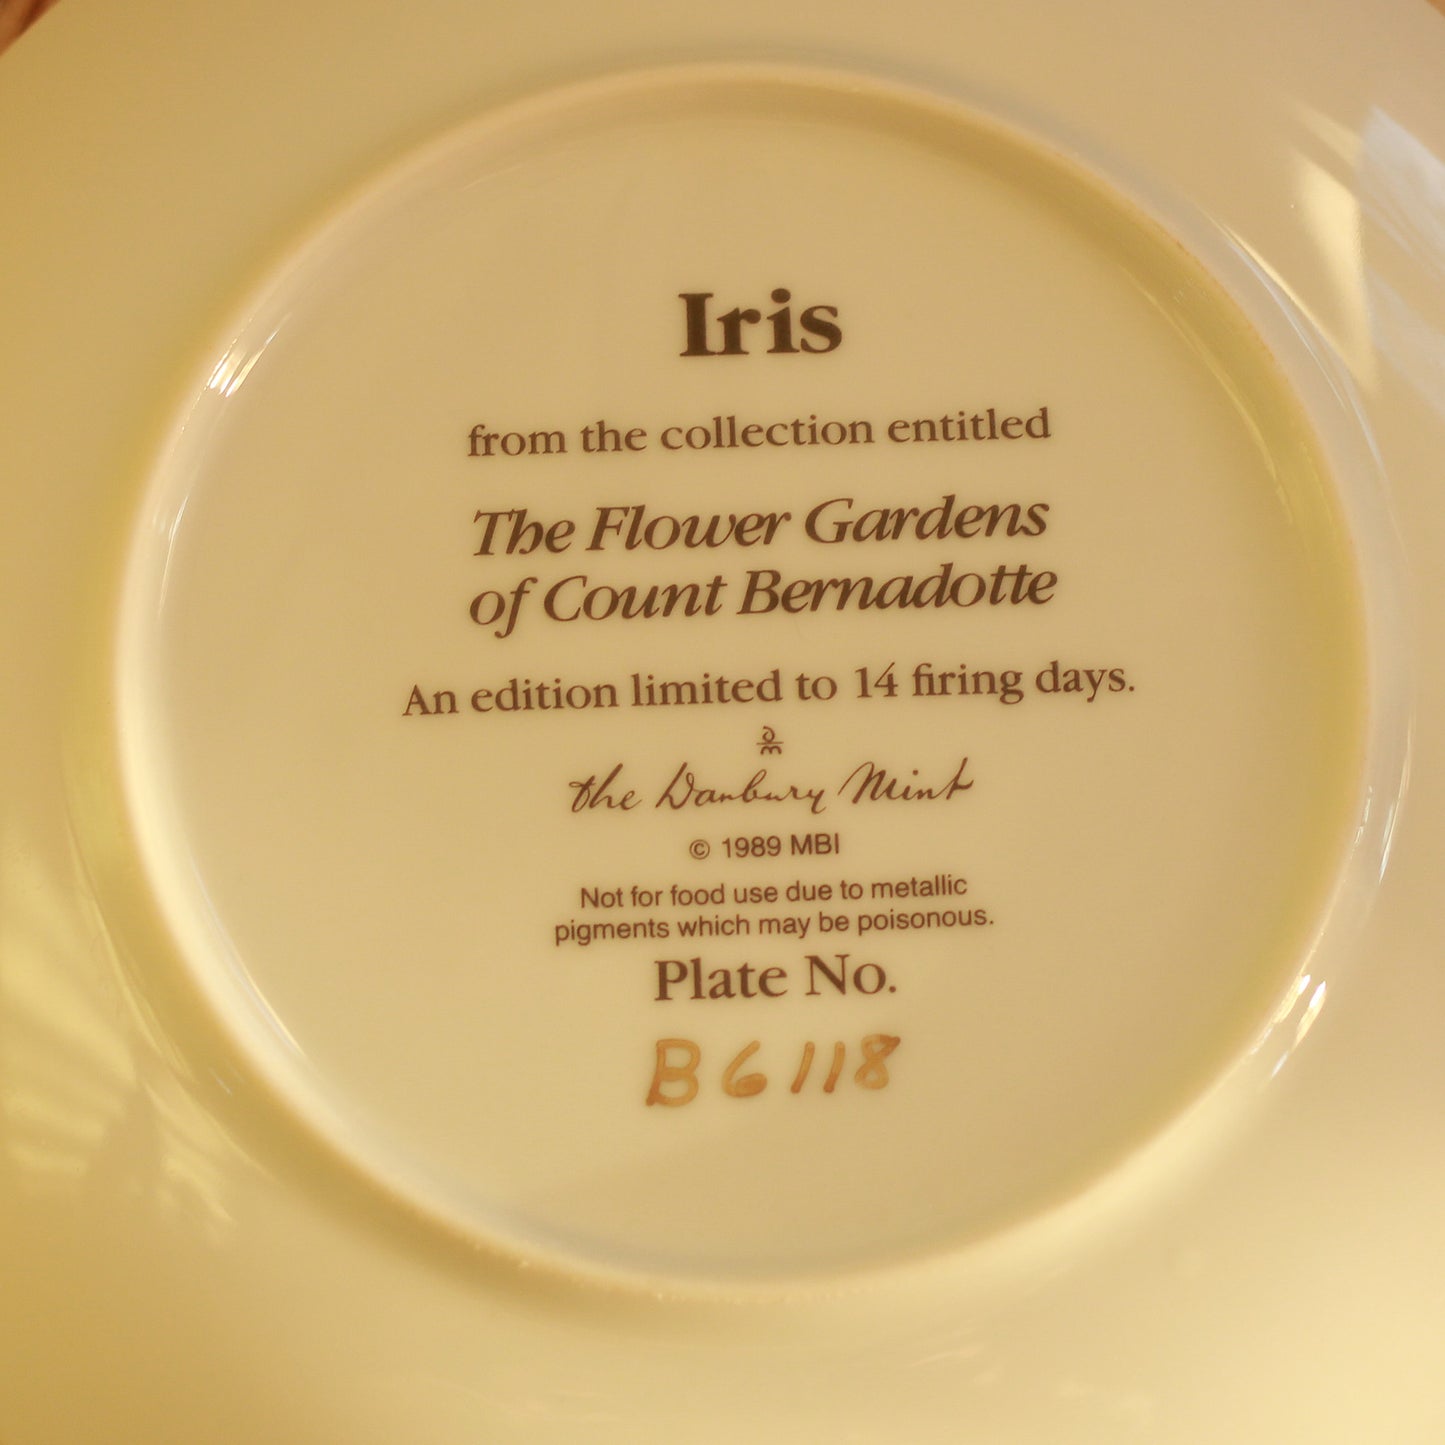 Iris
from the collection entitled
The Flower Gardens
of Count Bernadotte
An edition limited to 14 firing days.
dm
the Danbury Mint
© 1989 MBI
Not for food use due to metallic
pigments which may be poisonous.
Plate No.
B6118